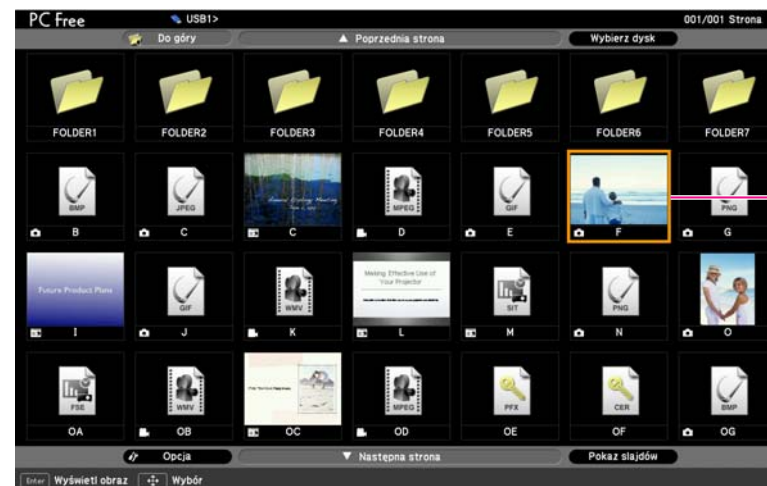 PC Free USB1> 001/001 Strona
Do góry Poprzednia strona Wybierz dysk
FOLDER1 FOLDER2 FOLDER3 FOLDER4 FOLDER5 FOLDER6 FOLDER7
BMP JPEG MPEG GIF PNG
B C C D E F G
Future Product Plans GIF WMV Making Effective Use of Your Projector SIT PNG
I J K L M N O
FSE WMV MPEG PFX CER BMP
OA OB OC OD OE OF OG
Opcja Następna strona Pokaz slajdów
Enter Wyświetl obraz Wybór